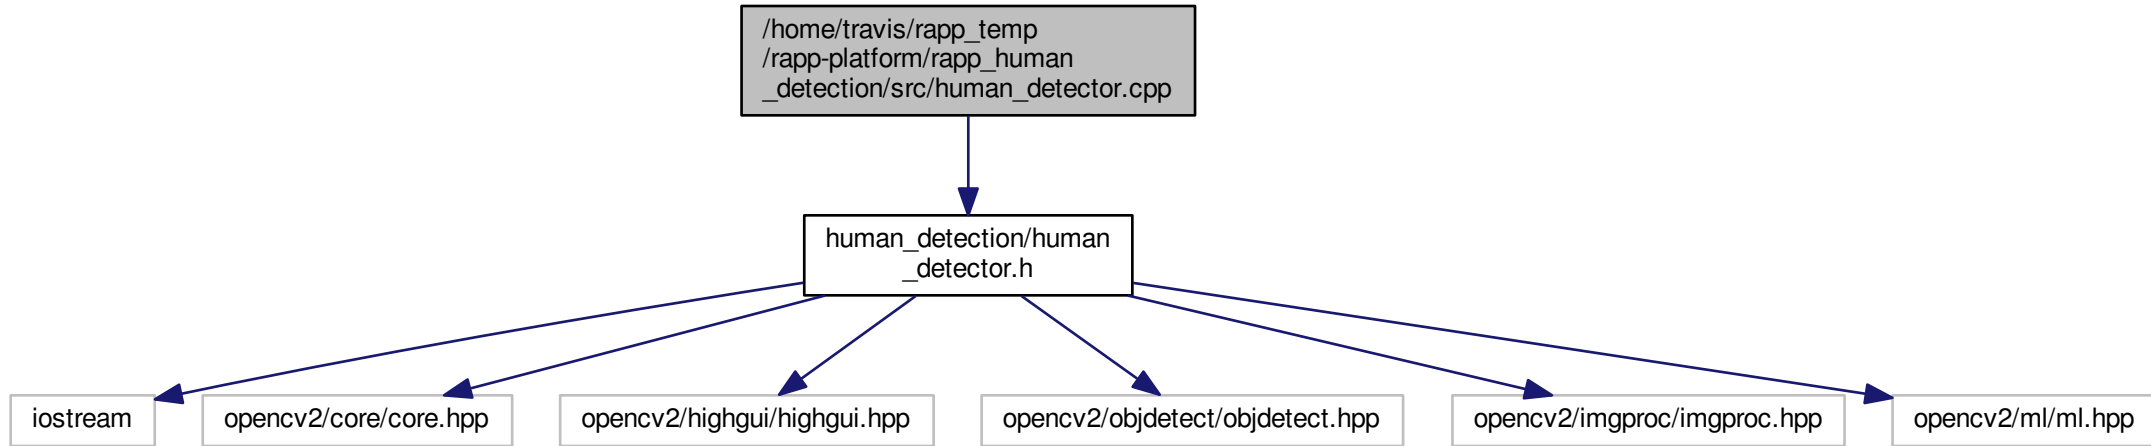 /home/travis/rapp_temp
/rapp-platform/rapp_human
_detection/src/human_detector.cpp
human_detection/human
_detector.h
iostream
opencv2/core/core.hpp
opencv2/highgui/highgui.hpp
opencv2/objdetect/objdetect.hpp
opencv2/imgproc/imgproc.hpp
opencv2/ml/ml.hpp